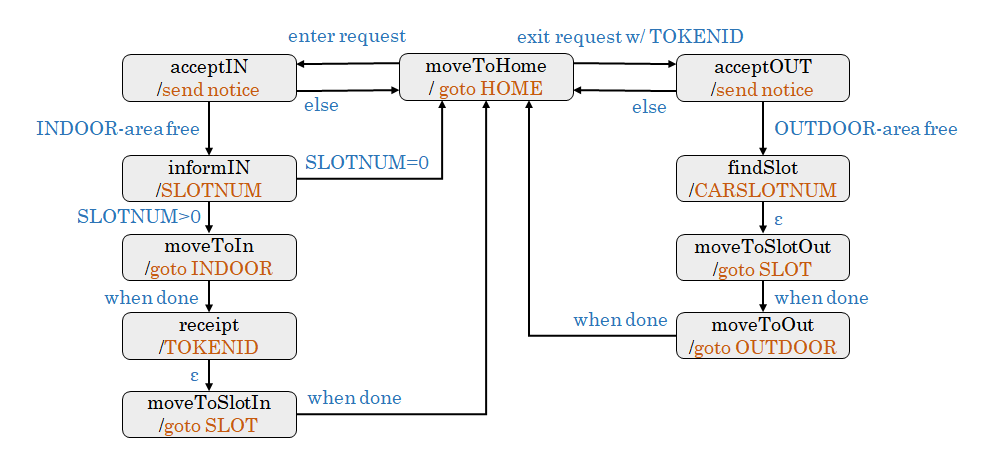 enter request
exit request w/ TOKENID
acceptIN
/send notice
moveToHome
/ goto HOME
acceptOUT
/send notice
else
else
INDOOR-area free
OUTDOOR-area free
informIN
/SLOTNUM
SLOTNUM=0
findSlot
/CARSLOTNUM
SLOTNUM>0
ε
moveToIn
/goto INDOOR
moveToSlotOut
/goto SLOT
when done
when done
receipt
/TOKENID
when done
moveToOut
/goto OUTDOOR
ε
moveToSlotIn
/goto SLOT
when done